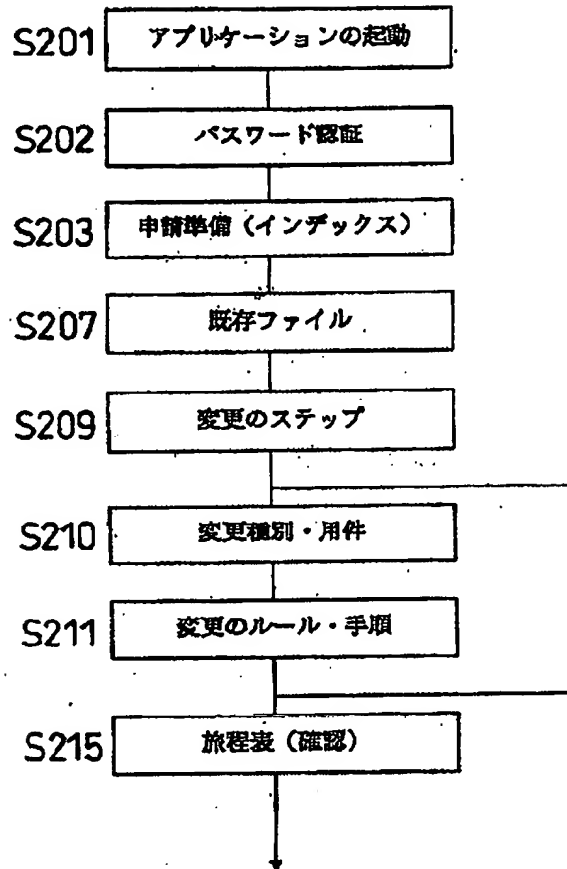 S201 アプリケーションの起動
S202 パスワード認証
S203 申請準備（インデックス）
S207 既存ファイル
S209 変更のステップ
S210 変更種別・用件
S211 変更のルール・手順
S215 旅程表（確認）